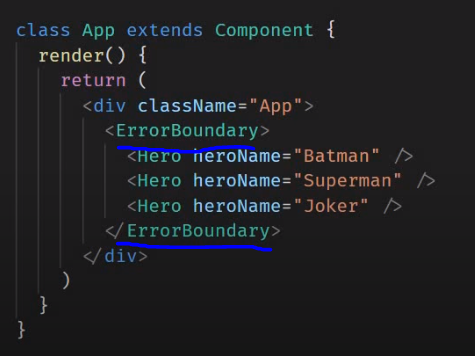 class App extends Component {
render() {
return (
<div className="App">
<ErrorBoundary>
<Hero heroName="Batman" />
<Hero heroName="Superman" />
<Hero heroName="Joker" />
</ErrorBoundary>
</div>
)
}
}